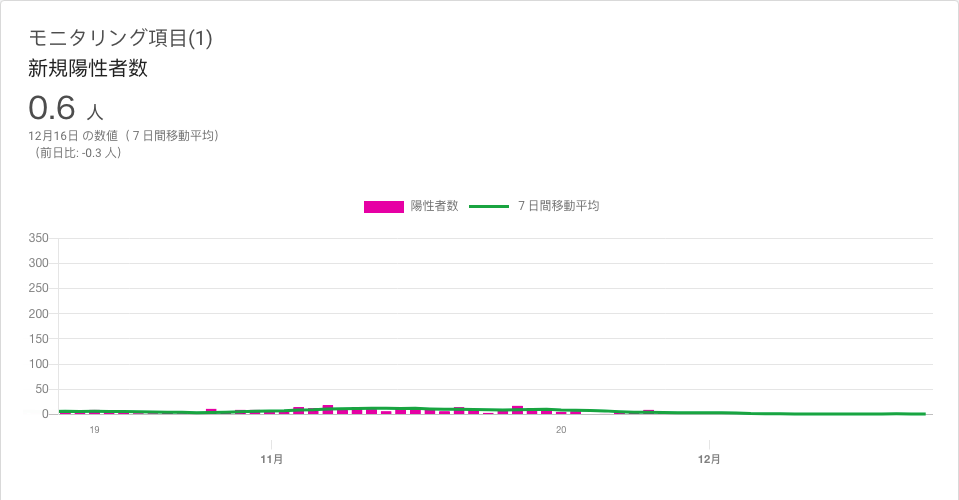 モニタリング項目(1)
新規陽性者数
0.6 人
12月16日 の数値（７日間移動平均）
（前日比: -0.3 人）
陽性者数 ７日間移動平均
350
300
250
200
150
100
50
0
19 20
11月 12月